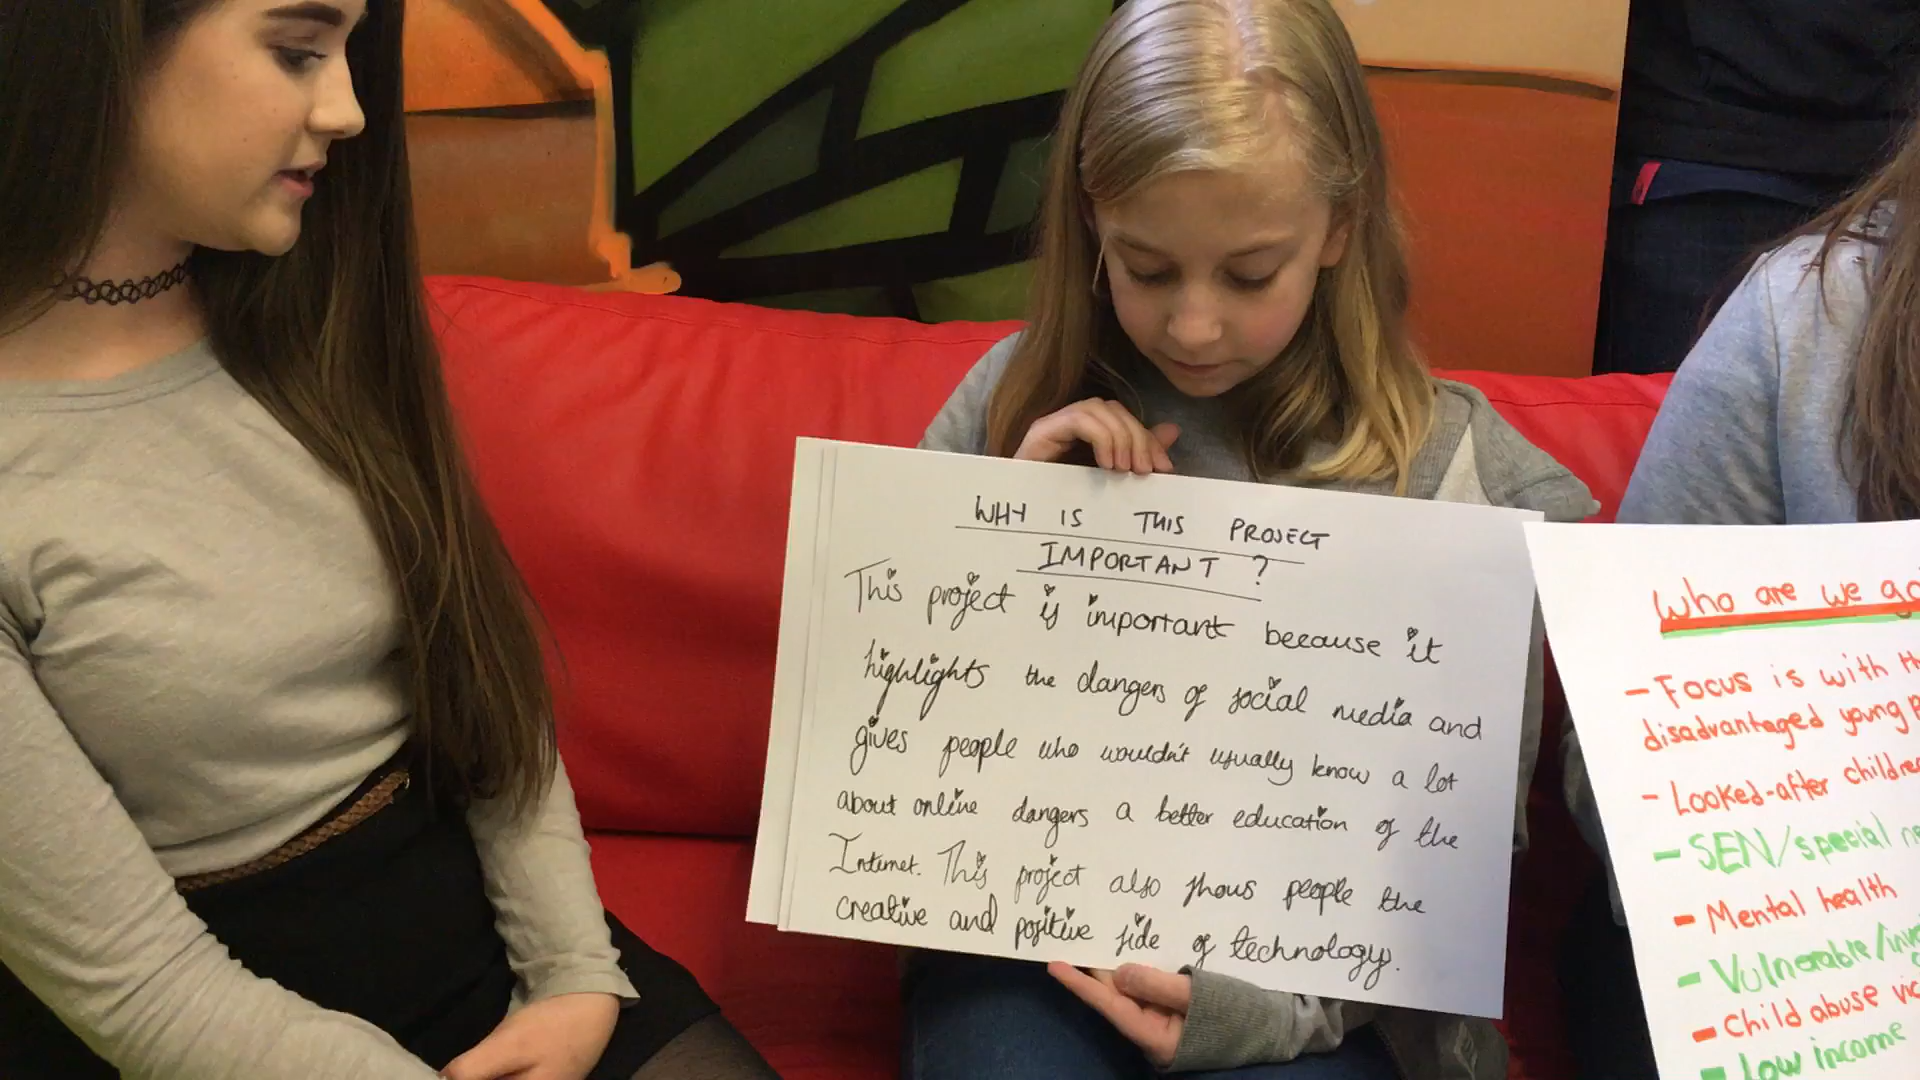 WHY IS THIS PROJECT
IMPORTANT ?
This project is important because it
highlights the dangers of social media and
gives people who wouldn't usually know a lot
about online dangers a better education of the
Internet. This project also shows people the
creative and positive side of technology.
Who are we
- Focus is with
disadvantaged young
- Looked-after
- SEN/special
- Mental health
- Vulnerable/
- Child abuse
- Low income